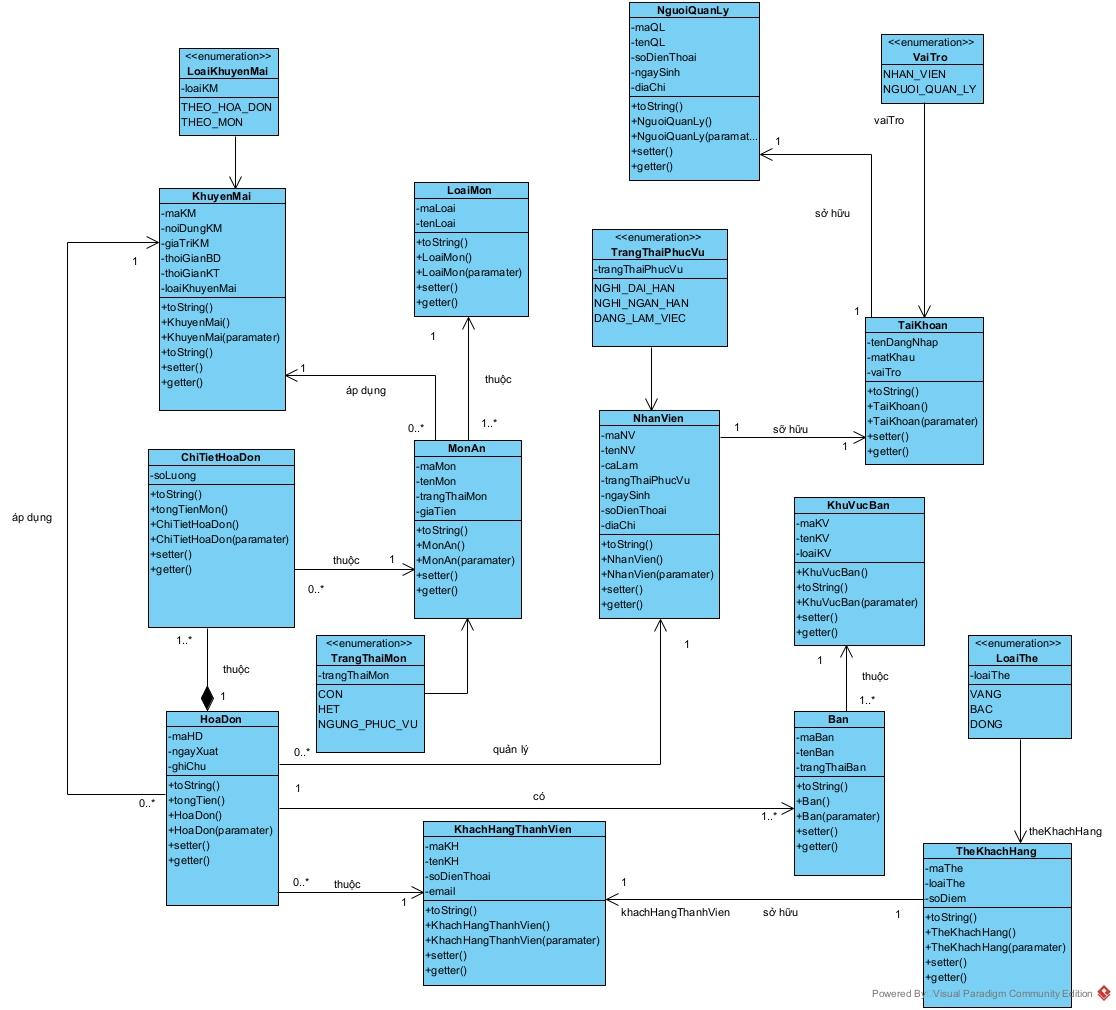 NguoiQuanLy
-maQL
-tenQL
-soDienThoai
-ngaySinh
-diaChi
+toString()
+NguoiQuanLy()
+NguoiQuanLy(paramat...
+setter()
+getter()
<<enumeration>>
VaiTro
NHAN_VIEN
NGUOI_QUAN_LY
vaiTro
<<enumeration>>
LoaiKhuyenMai
-loaiKM
THEO_HOA_DON
THEO_MON
1
sở hữu
1
KhuyenMai
-maKM
-noiDungKM
-giaTriKM
-thoiGianBD
-thoiGianKT
-loaiKhuyenMai
+toString()
+KhuyenMai()
+KhuyenMai(paramater)
+toString()
+setter()
+getter()
1
LoaiMon
-maLoai
-tenLoai
+toString()
+LoaiMon()
+LoaiMon(paramater)
+setter()
+getter()
1
thuộc
1..*
<<enumeration>>
TrangThaiPhucVu
-trangThaiPhucVu
NGHI_DAI_HAN
NGHI_NGAN_HAN
DANG_LAM_VIEC
TaiKhoan
-tenDangNhap
-matKhau
-vaiTro
+toString()
+TaiKhoan()
+TaiKhoan(paramater)
+setter()
+getter()
1
áp dụng
0..*
NhanVien
-maNV
-tenNV
-caLam
-trangThaiPhucVu
-ngaySinh
-soDienThoai
-diaChi
+toString()
+NhanVien()
+NhanVien(paramater)
+setter()
+getter()
1
sỡ hữu
1
ChiTietHoaDon
-soLuong
+toString()
+tongTienMon()
+ChiTietHoaDon()
+ChiTietHoaDon(paramater)
+setter()
+getter()
MonAn
-maMon
-tenMon
-trangThaiMon
-giaTien
+toString()
+MonAn()
+MonAn(paramater)
+setter()
+getter()
thuộc
1
0..*
áp dụng
KhuVucBan
-maKV
-tenKV
-loaiKV
+KhuVucBan()
+toString()
+KhuVucBan(paramater)
+setter()
+getter()
1
thuộc
1..*
1..*
thuộc
1
<<enumeration>>
TrangThaiMon
-trangThaiMon
CON
HET
NGUNG_PHUC_VU
1
<<enumeration>>
LoaiThe
-loaiThe
VANG
BAC
DONG
HoaDon
-maHD
-ngayXuat
-ghiChu
+toString()
+tongTien()
+HoaDon()
+HoaDon(paramater)
+setter()
+getter()
0..*
0..*
quản lý
1
có
1..*
Ban
-maBan
-tenBan
-trangThaiBan
+toString()
+Ban()
+Ban(paramater)
+setter()
+getter()
theKhachHang
0..*
thuộc
1
KhachHangThanhVien
-maKH
-tenKH
-soDienThoai
-email
+toString()
+KhachHangThanhVien()
+KhachHangThanhVien(paramater)
+setter()
+getter()
1
khachHangThanhVien
sở hữu
1
TheKhachHang
-maThe
-loaiThe
-soDiem
+toString()
+TheKhachHang()
+TheKhachHang(paramater)
+setter()
+getter()
Powered By Visual Paradigm Community Edition